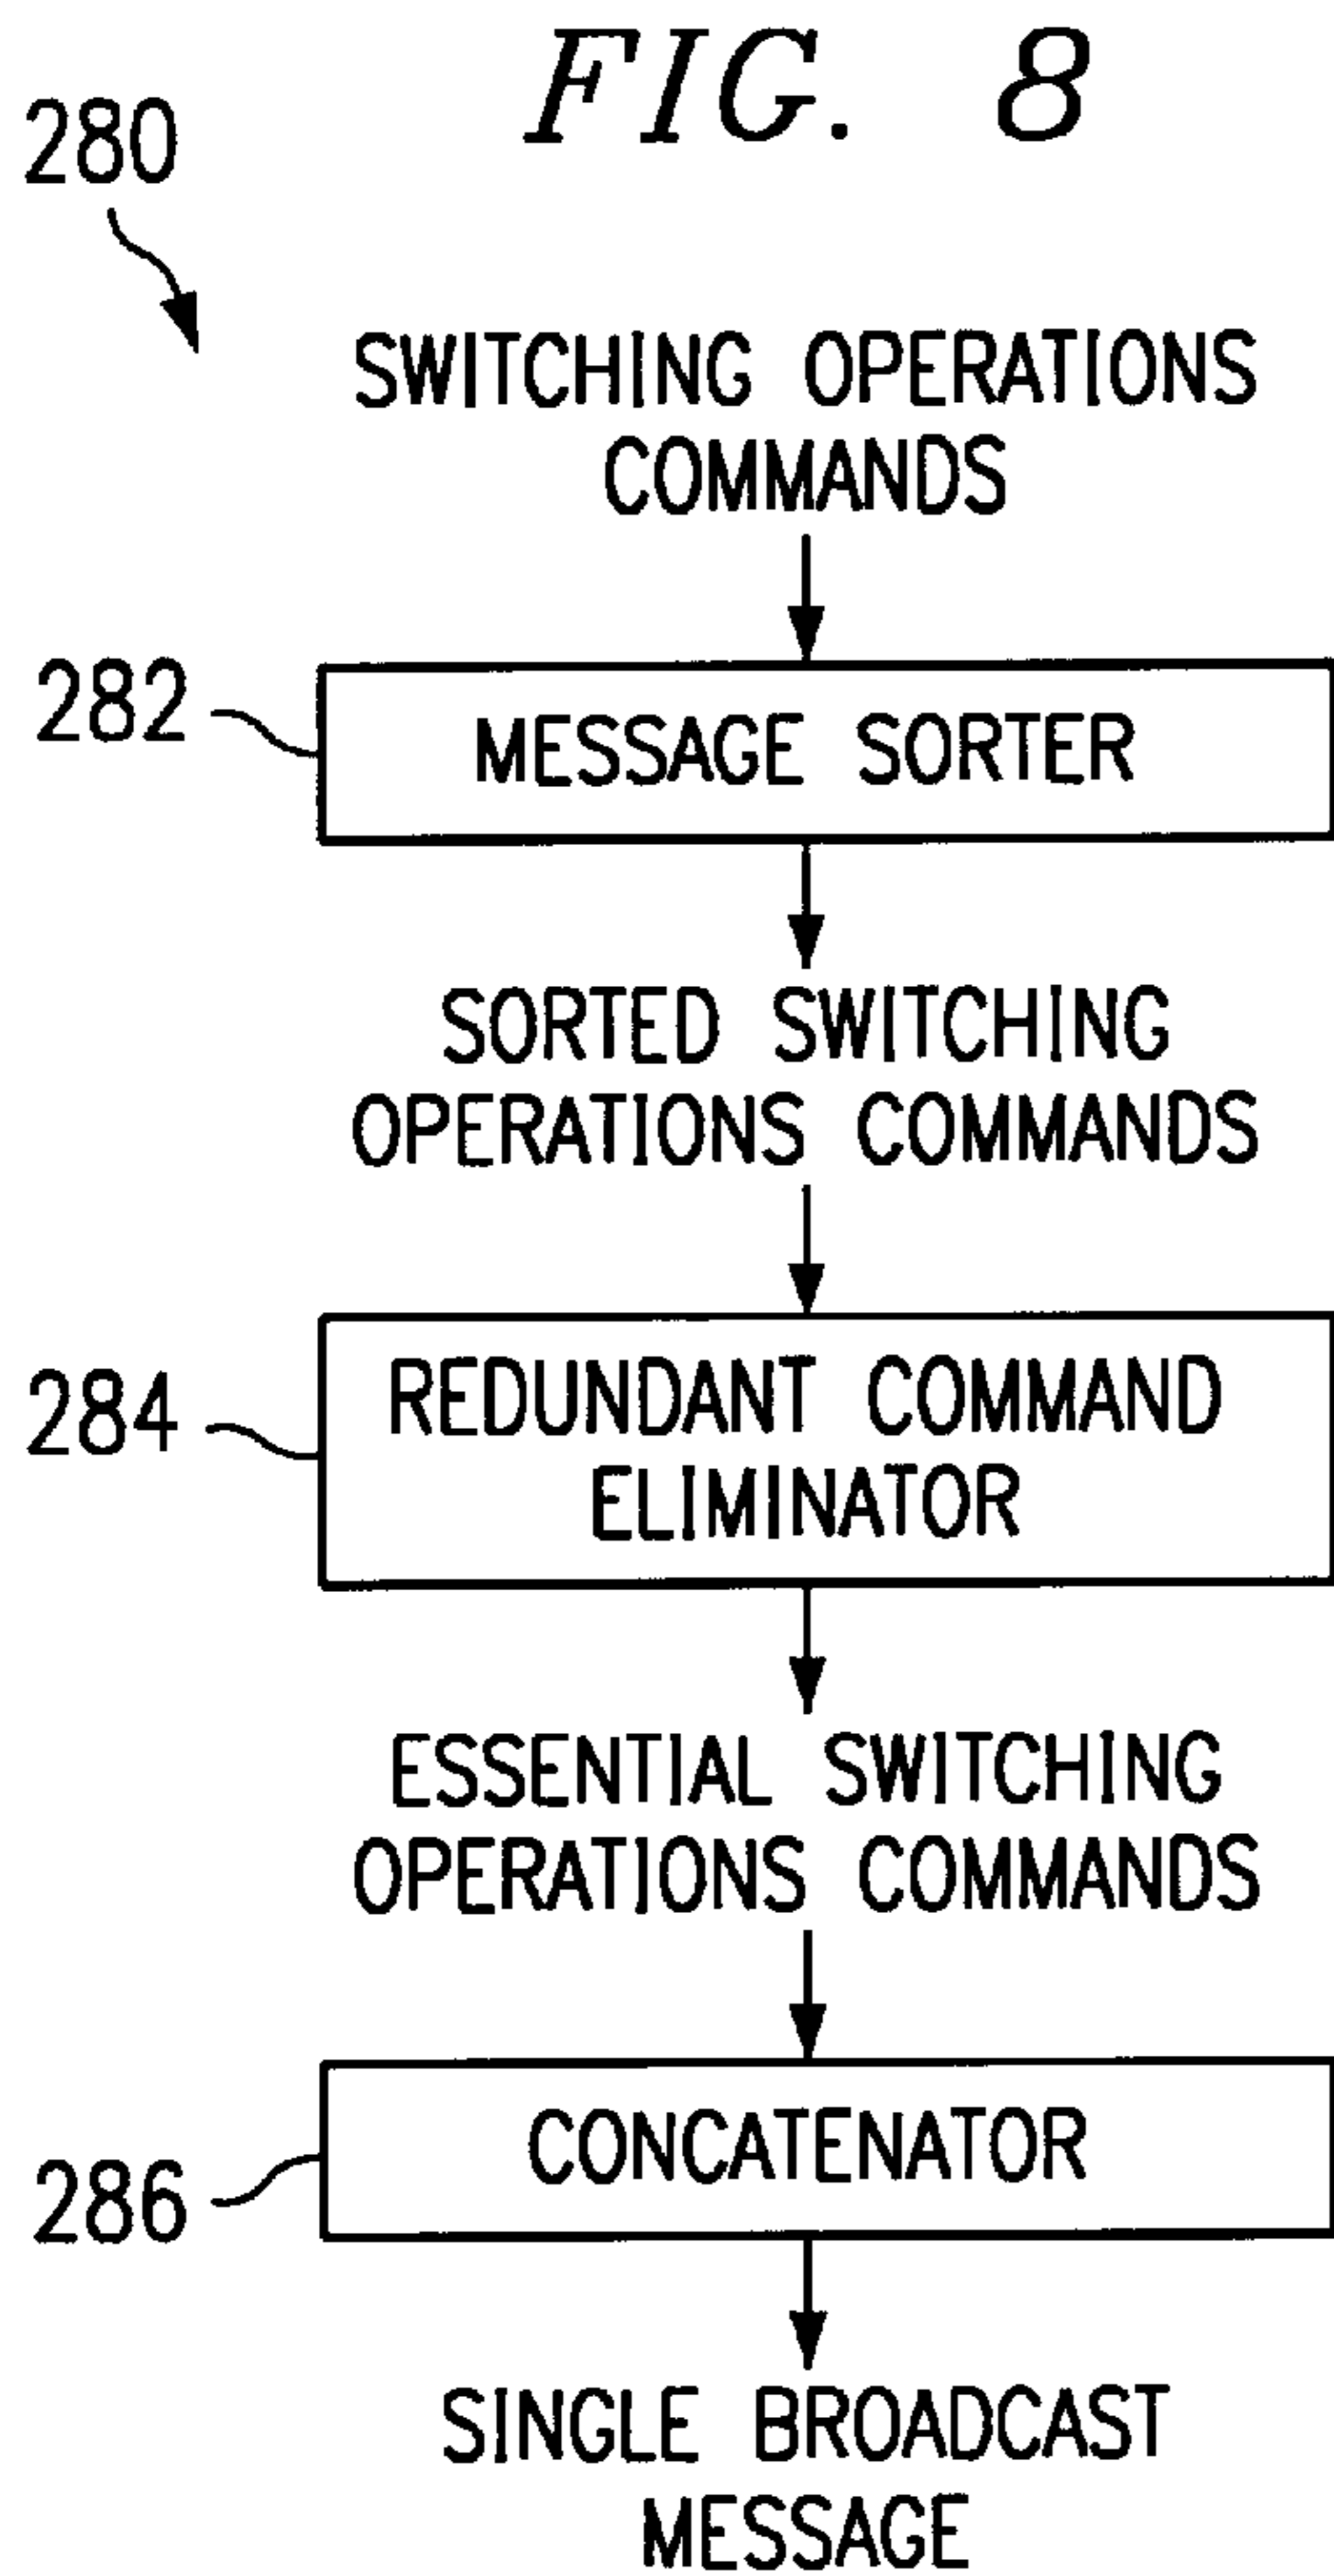 FIG. 8
280
SWITCHING OPERATIONS
COMMANDS
282
MESSAGE SORTER
SORTED SWITCHING
OPERATIONS COMMANDS
284
REDUNDANT COMMAND
ELIMINATOR
ESSENTIAL SWITCHING
OPERATIONS COMMANDS
286
CONCATENATOR
SINGLE BROADCAST
MESSAGE